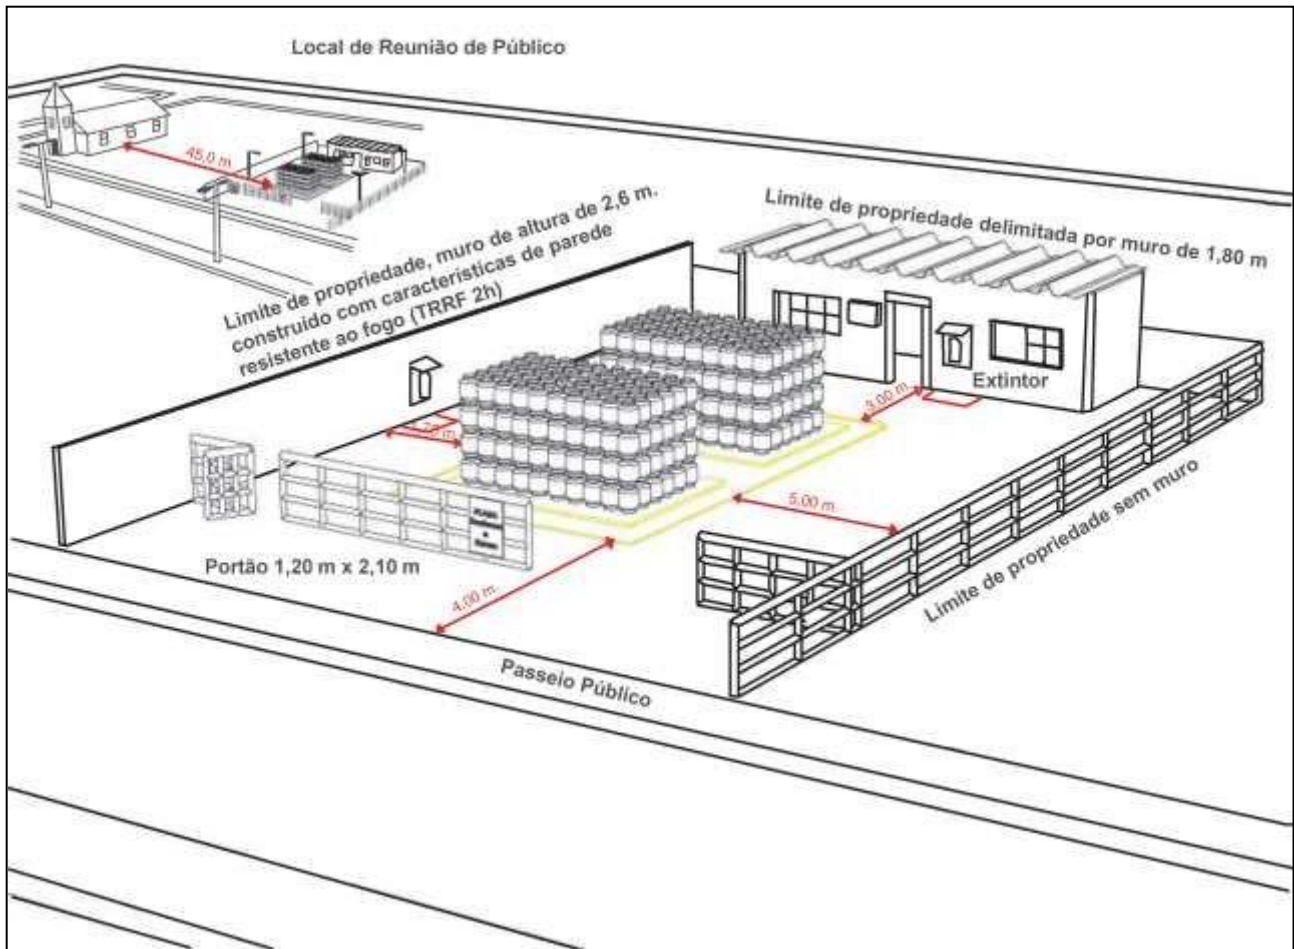 Local de Reunião de Público
45,0 m.
Limite de propriedade, muro de altura de 2,6 m.
construido com caracteristicas de parede
resistente ao fogo (TRRF 2h)
Limite de propriedade delimitada por muro de 1,80 m
Extintor
3,00 m.
5,00 m.
Portão 1,20 m x 2,10 m
4,00 m.
Limite de propriedade sem muro
Passeio Público